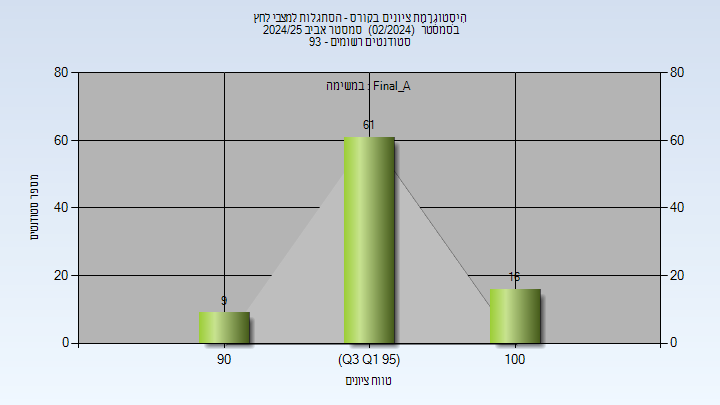 היסטוגרמת ציונים בקורס - הסתגלות למצבי לחץ
בסמסטר (02/2024) סמסטר אביב 2024/25
סטודנטים רשומים - 93
במשימה : Final_A
80
60
40
20
0
80
60
40
20
0
מספר סטודנטים
9
61
16
90
(Q3 Q1 95)
100
טווח ציונים